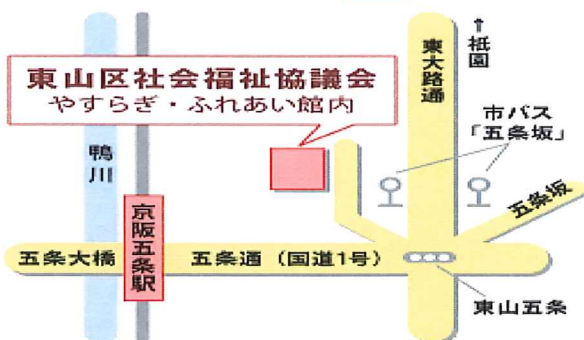 ↑祇園
東大路通
東山区社会福祉協議会
やすらぎ・ふれあい館内
市バス
「五条坂」
鴨川
五条坂
京阪五条駅
五条大橋
五条通（国道1号）
東山五条